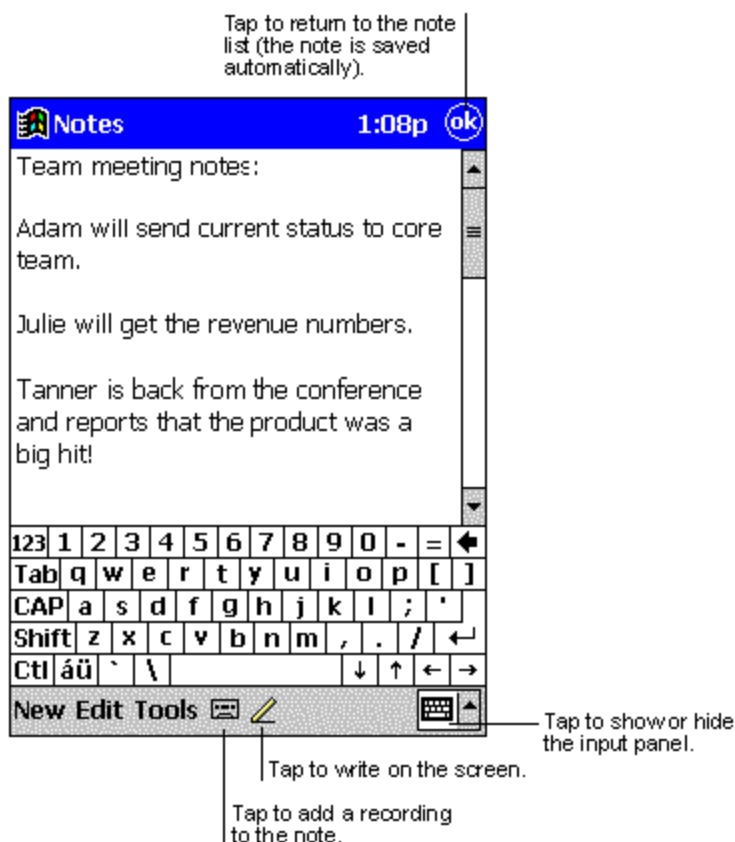 Tap to return to the note
list (the note is saved
automatically).
Notes 1:08p ok
Team meeting notes:
Adam will send current status to core
team.
Julie will get the revenue numbers.
Tanner is back from the conference
and reports that the product was a
big hit!
123 1 2 3 4 5 6 7 8 9 0 - = ←
Tab q w e r t y u i o p [ ]
CAP a s d f g h j k l ; '
Shift z x c v b n m , . / ↵
Ctl áü ` \ ↓ ↑ ← →
New Edit Tools
Tap to show or hide
the input panel.
Tap to write on the screen.
Tap to add a recording
to the note.